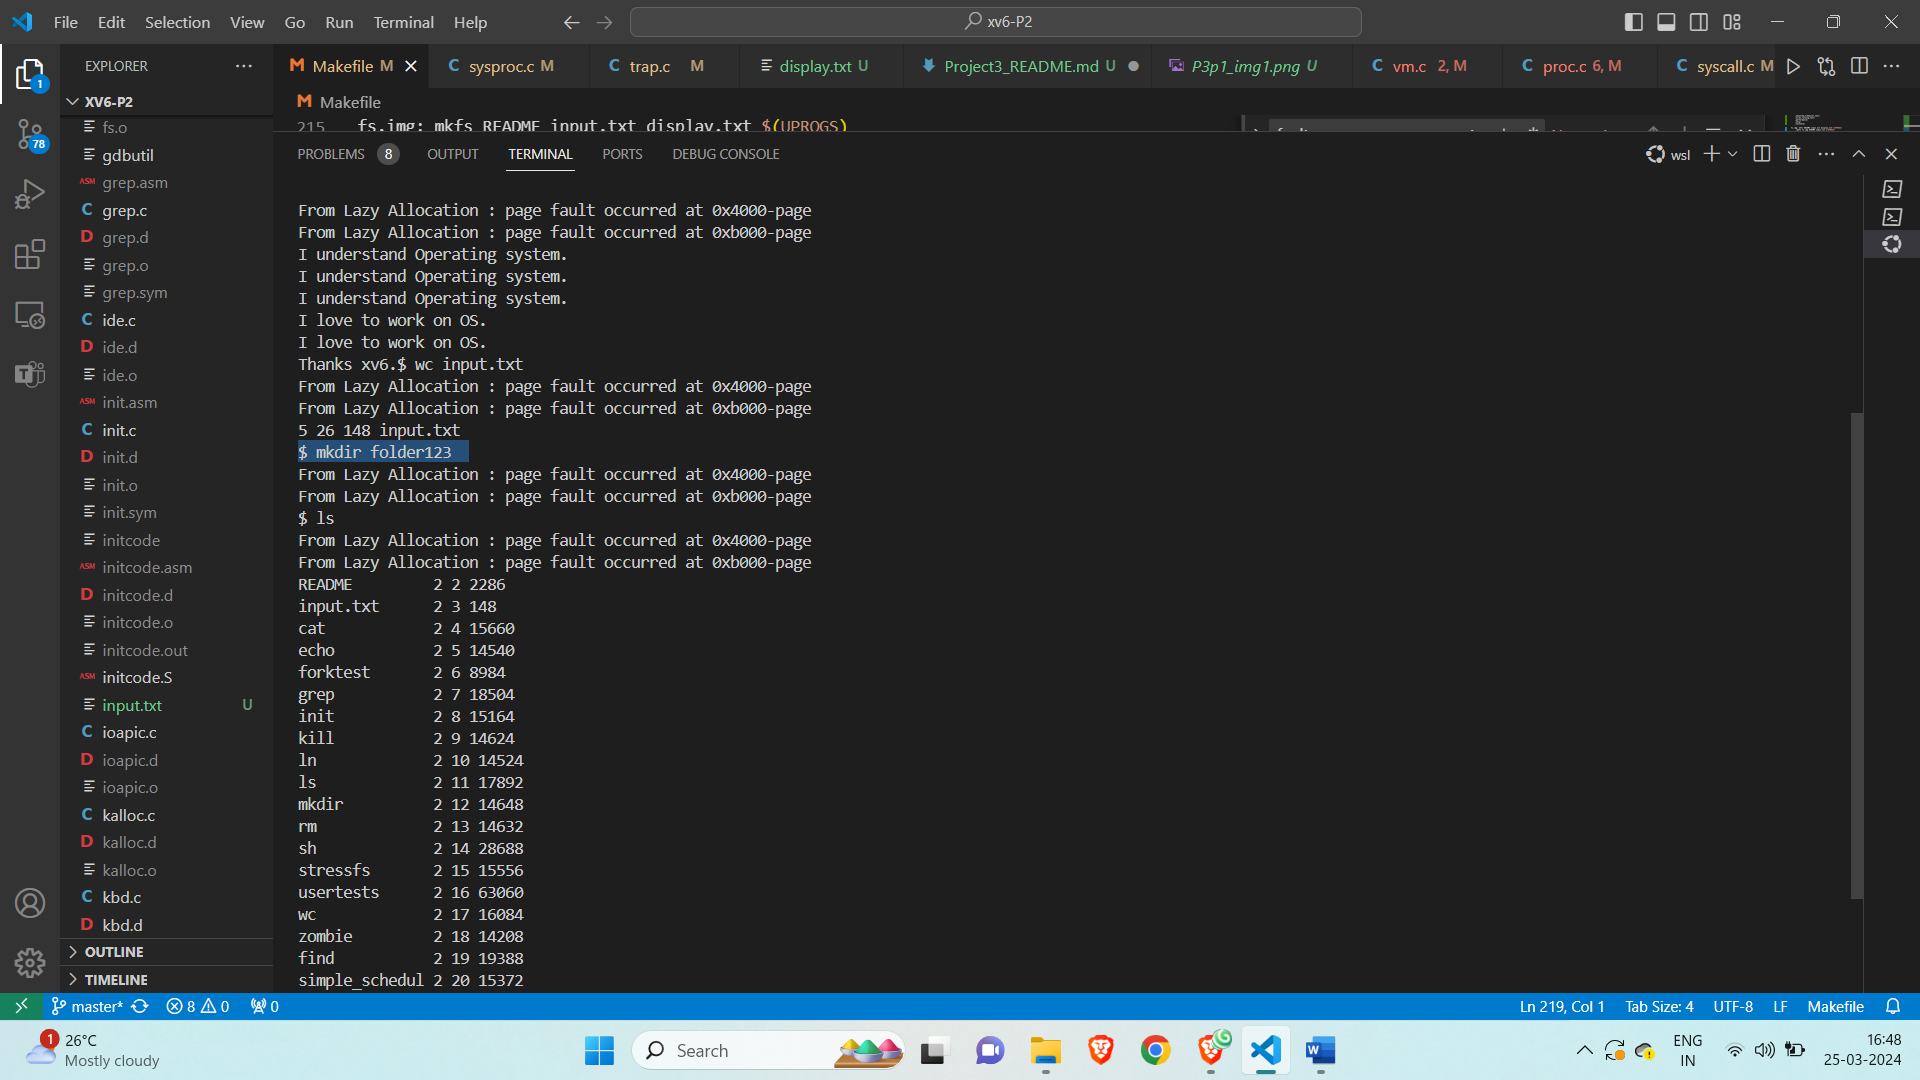 File Edit Selection View Go Run Terminal Help
xv6-P2
EXPLORER
XV6-P2
fs.o
gdbutil
grep.asm
grep.c
grep.d
grep.o
grep.sym
ide.c
ide.d
ide.o
init.asm
init.c
init.d
init.o
init.sym
initcode
initcode.asm
initcode.d
initcode.o
initcode.out
initcode.S
input.txt U
ioapic.c
ioapic.d
ioapic.o
kalloc.c
kalloc.d
kalloc.o
kbd.c
kbd.d
OUTLINE
TIMELINE
1
78
Makefile M
sysproc.c M
trap.c M
display.txt U
Project3_README.md U
P3p1_img1.png U
vm.c 2, M
proc.c 6, M
syscall.c M
Makefile
215 fs.img: mkfs README input.txt display.txt $(UPROGS)
PROBLEMS 8 OUTPUT TERMINAL PORTS DEBUG CONSOLE
wsl
From Lazy Allocation : page fault occurred at 0x4000-page
From Lazy Allocation : page fault occurred at 0xb000-page
I understand Operating system.
I understand Operating system.
I understand Operating system.
I love to work on OS.
I love to work on OS.
Thanks xv6.$ wc input.txt
From Lazy Allocation : page fault occurred at 0x4000-page
From Lazy Allocation : page fault occurred at 0xb000-page
5 26 148 input.txt
$ mkdir folder123
From Lazy Allocation : page fault occurred at 0x4000-page
From Lazy Allocation : page fault occurred at 0xb000-page
$ ls
From Lazy Allocation : page fault occurred at 0x4000-page
From Lazy Allocation : page fault occurred at 0xb000-page
README 2 2 2286
input.txt 2 3 148
cat 2 4 15660
echo 2 5 14540
forktest 2 6 8984
grep 2 7 18504
init 2 8 15164
kill 2 9 14624
ln 2 10 14524
ls 2 11 17892
mkdir 2 12 14648
rm 2 13 14632
sh 2 14 28688
stressfs 2 15 15556
usertests 2 16 63060
wc 2 17 16084
zombie 2 18 14208
find 2 19 19388
simple_schedul 2 20 15372
master* 8 0 0
Ln 219, Col 1 Tab Size: 4 UTF-8 LF Makefile
1
26°C
Mostly cloudy
Search
ENG
IN
16:48
25-03-2024